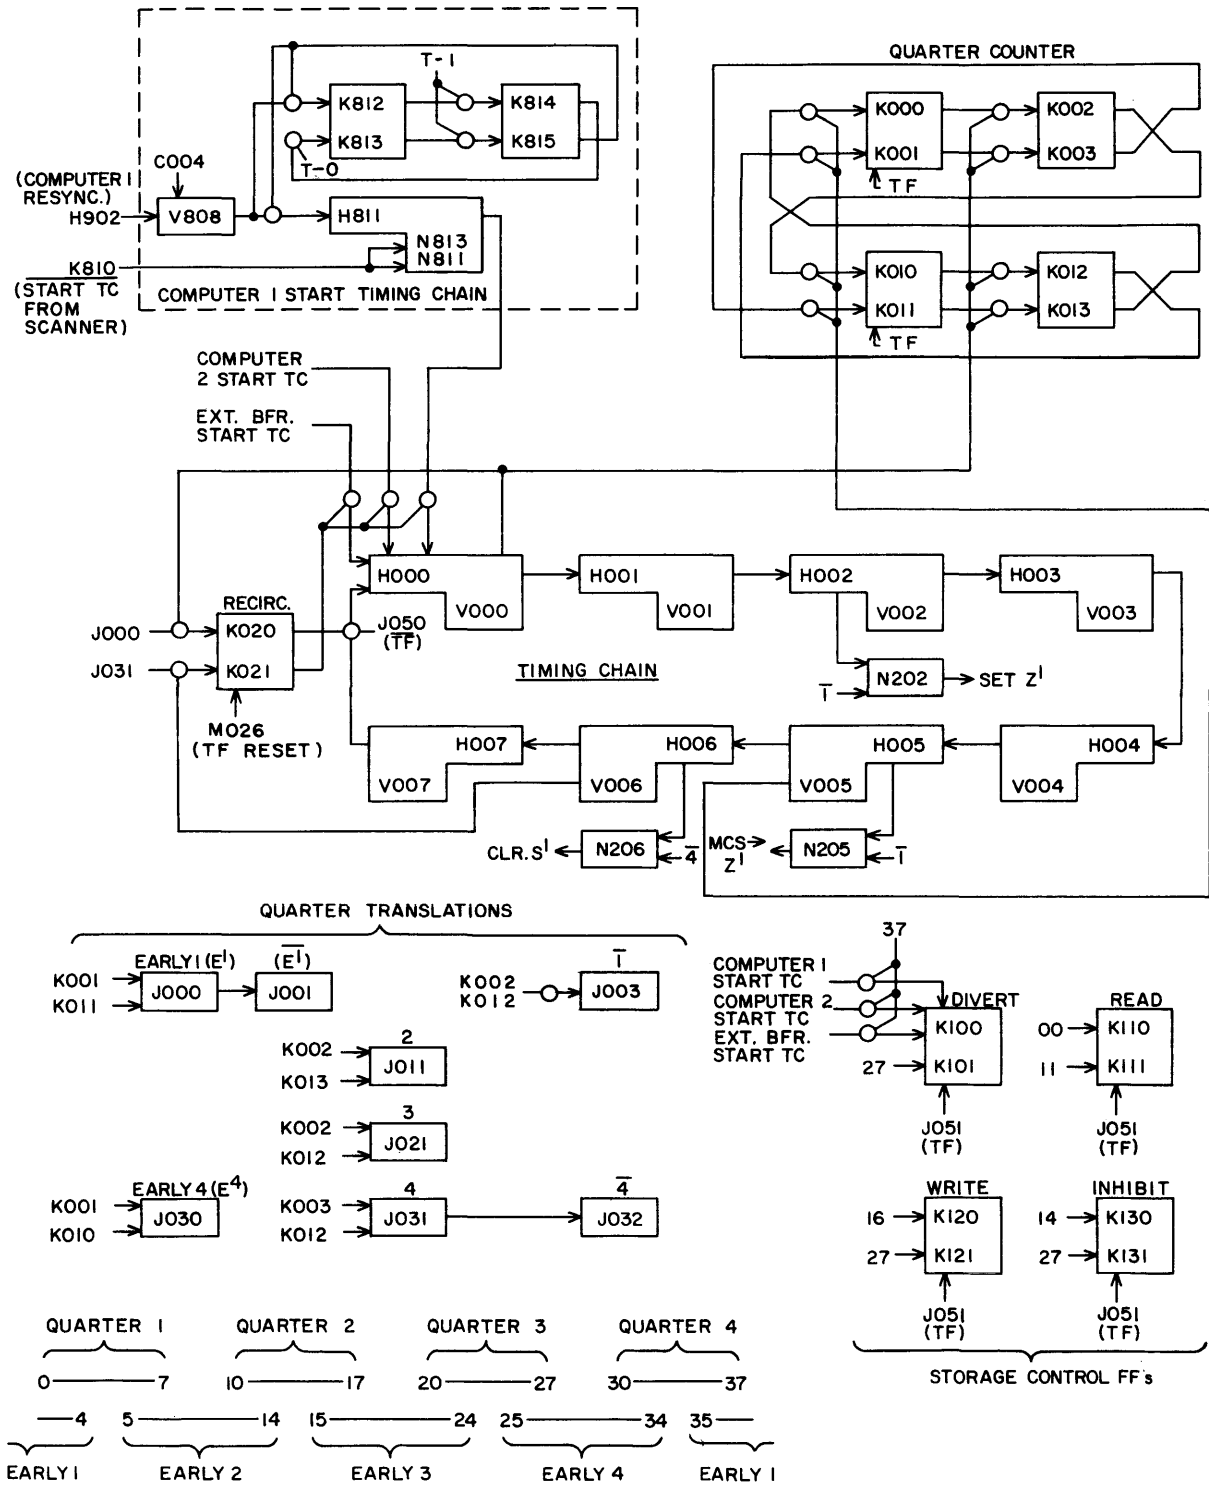 QUARTER COUNTER
T-1
K812
K813
K814
K815
T-0
K000
K001
TF
K002
K003
C004
(COMPUTER 1
RESYNC.)
H902
V808
H811
N813
N811
K810
(START TC
FROM
SCANNER)
COMPUTER 1 START TIMING CHAIN
K010
K011
TF
K012
K013
COMPUTER
2 START TC
EXT. BFR.
START TC
H000
V000
H001
V001
H002
V002
H003
V003
RECIRC.
J000
K020
J031
K021
J050
(TF)
M026
(TF RESET)
TIMING CHAIN
N202
1
SET Z1
H007
V007
H006
V006
H005
V005
H004
V004
CLR. S1
N206
4
MCS
Z1
N205
1
QUARTER TRANSLATIONS
EARLY 1 (E1)
K001
K011
J000
(E1)
J001
K002
K012
1
J003
2
K002
K013
J011
3
K002
K012
J021
EARLY 4 (E4)
K001
K010
J030
4
K003
K012
J031
4
J032
37
COMPUTER 1
START TC
COMPUTER 2
START TC
EXT. BFR.
START TC
27
DIVERT
K100
K101
J051
(TF)
READ
00
K110
11
K111
J051
(TF)
WRITE
16
K120
27
K121
J051
(TF)
INHIBIT
14
K130
27
K131
J051
(TF)
STORAGE CONTROL FF's
QUARTER 1 QUARTER 2 QUARTER 3 QUARTER 4
0 7 10 17 20 27 30 37
4 5 14 15 24 25 34 35
EARLY 1 EARLY 2 EARLY 3 EARLY 4 EARLY 1